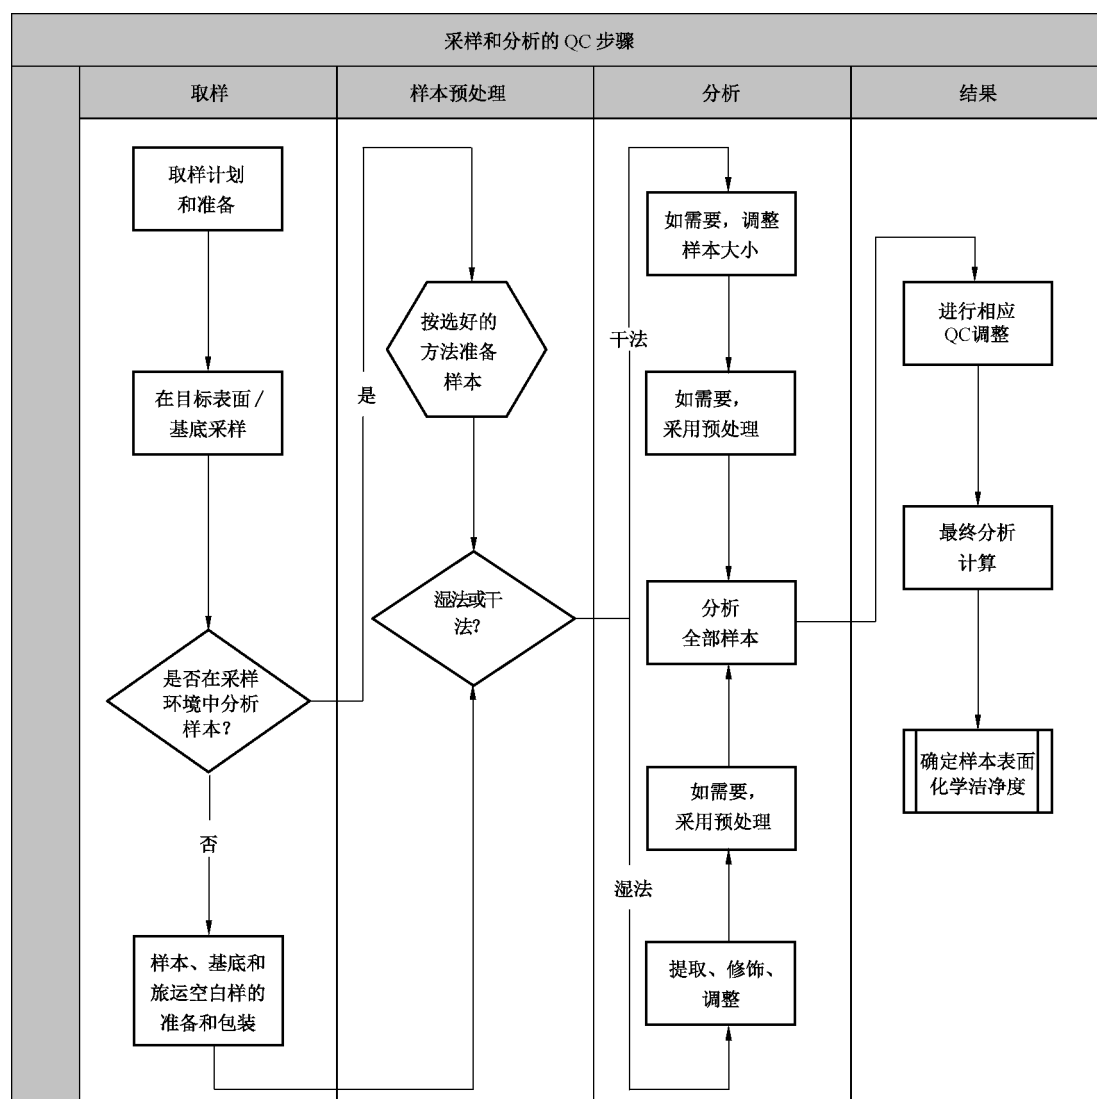 采样和分析的 QC 步骤
取样
样本预处理
分析
结果
取样计划
和准备
在目标表面/
基底采样
是否在采样
环境中分析
样本?
是
否
样本、基底和
旅运空白样的
准备和包装
按选好的
方法准备
样本
湿法或干
法?
干法
湿法
如需要，调整
样本大小
如需要，
采用预处理
分析
全部样本
如需要，
采用预处理
提取、修饰、
调整
进行相应
QC调整
最终分析
计算
确定样本表面
化学洁净度